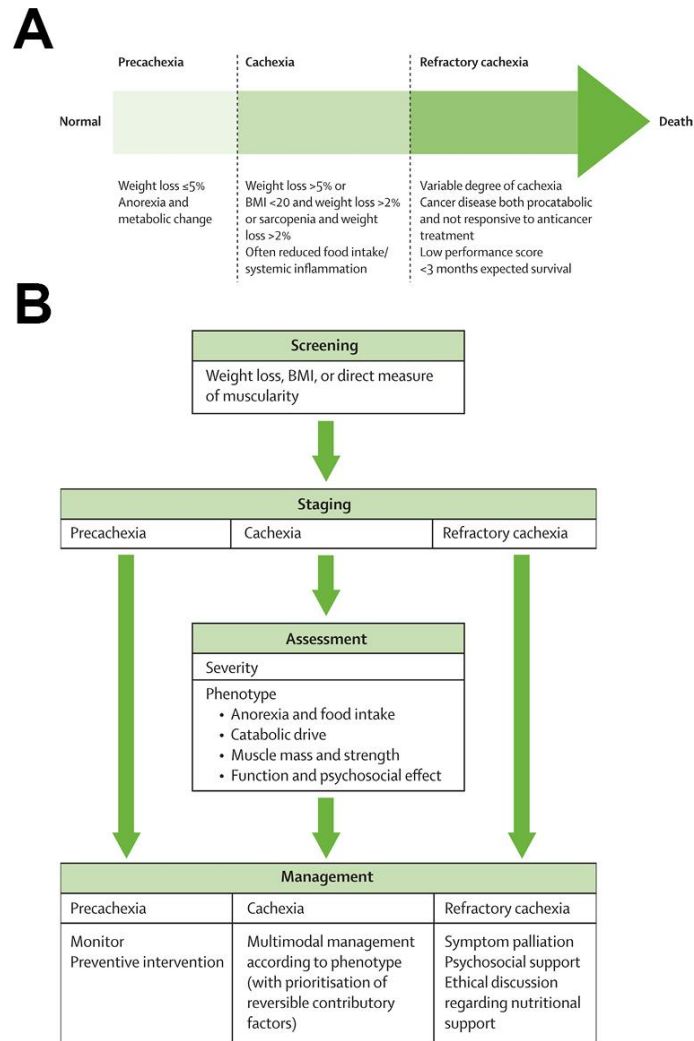 A
Precachexia
Cachexia
Refractory cachexia
Normal
Death
Weight loss ≤5%
Anorexia and
metabolic change
Weight loss >5% or
BMI <20 and weight loss >2%
or sarcopenia and weight
loss >2%
Often reduced food intake/
systemic inflammation
Variable degree of cachexia
Cancer disease both procatabolic
and not responsive to anticancer
treatment
Low performance score
<3 months expected survival
B
Screening
Weight loss, BMI, or direct measure
of muscularity
Staging
Precachexia
Cachexia
Refractory cachexia
Assessment
Severity
Phenotype
• Anorexia and food intake
• Catabolic drive
• Muscle mass and strength
• Function and psychosocial effect
Management
Precachexia
Cachexia
Refractory cachexia
Monitor
Preventive intervention
Multimodal management
according to phenotype
(with prioritisation of
reversible contributory
factors)
Symptom palliation
Psychosocial support
Ethical discussion
regarding nutritional
support